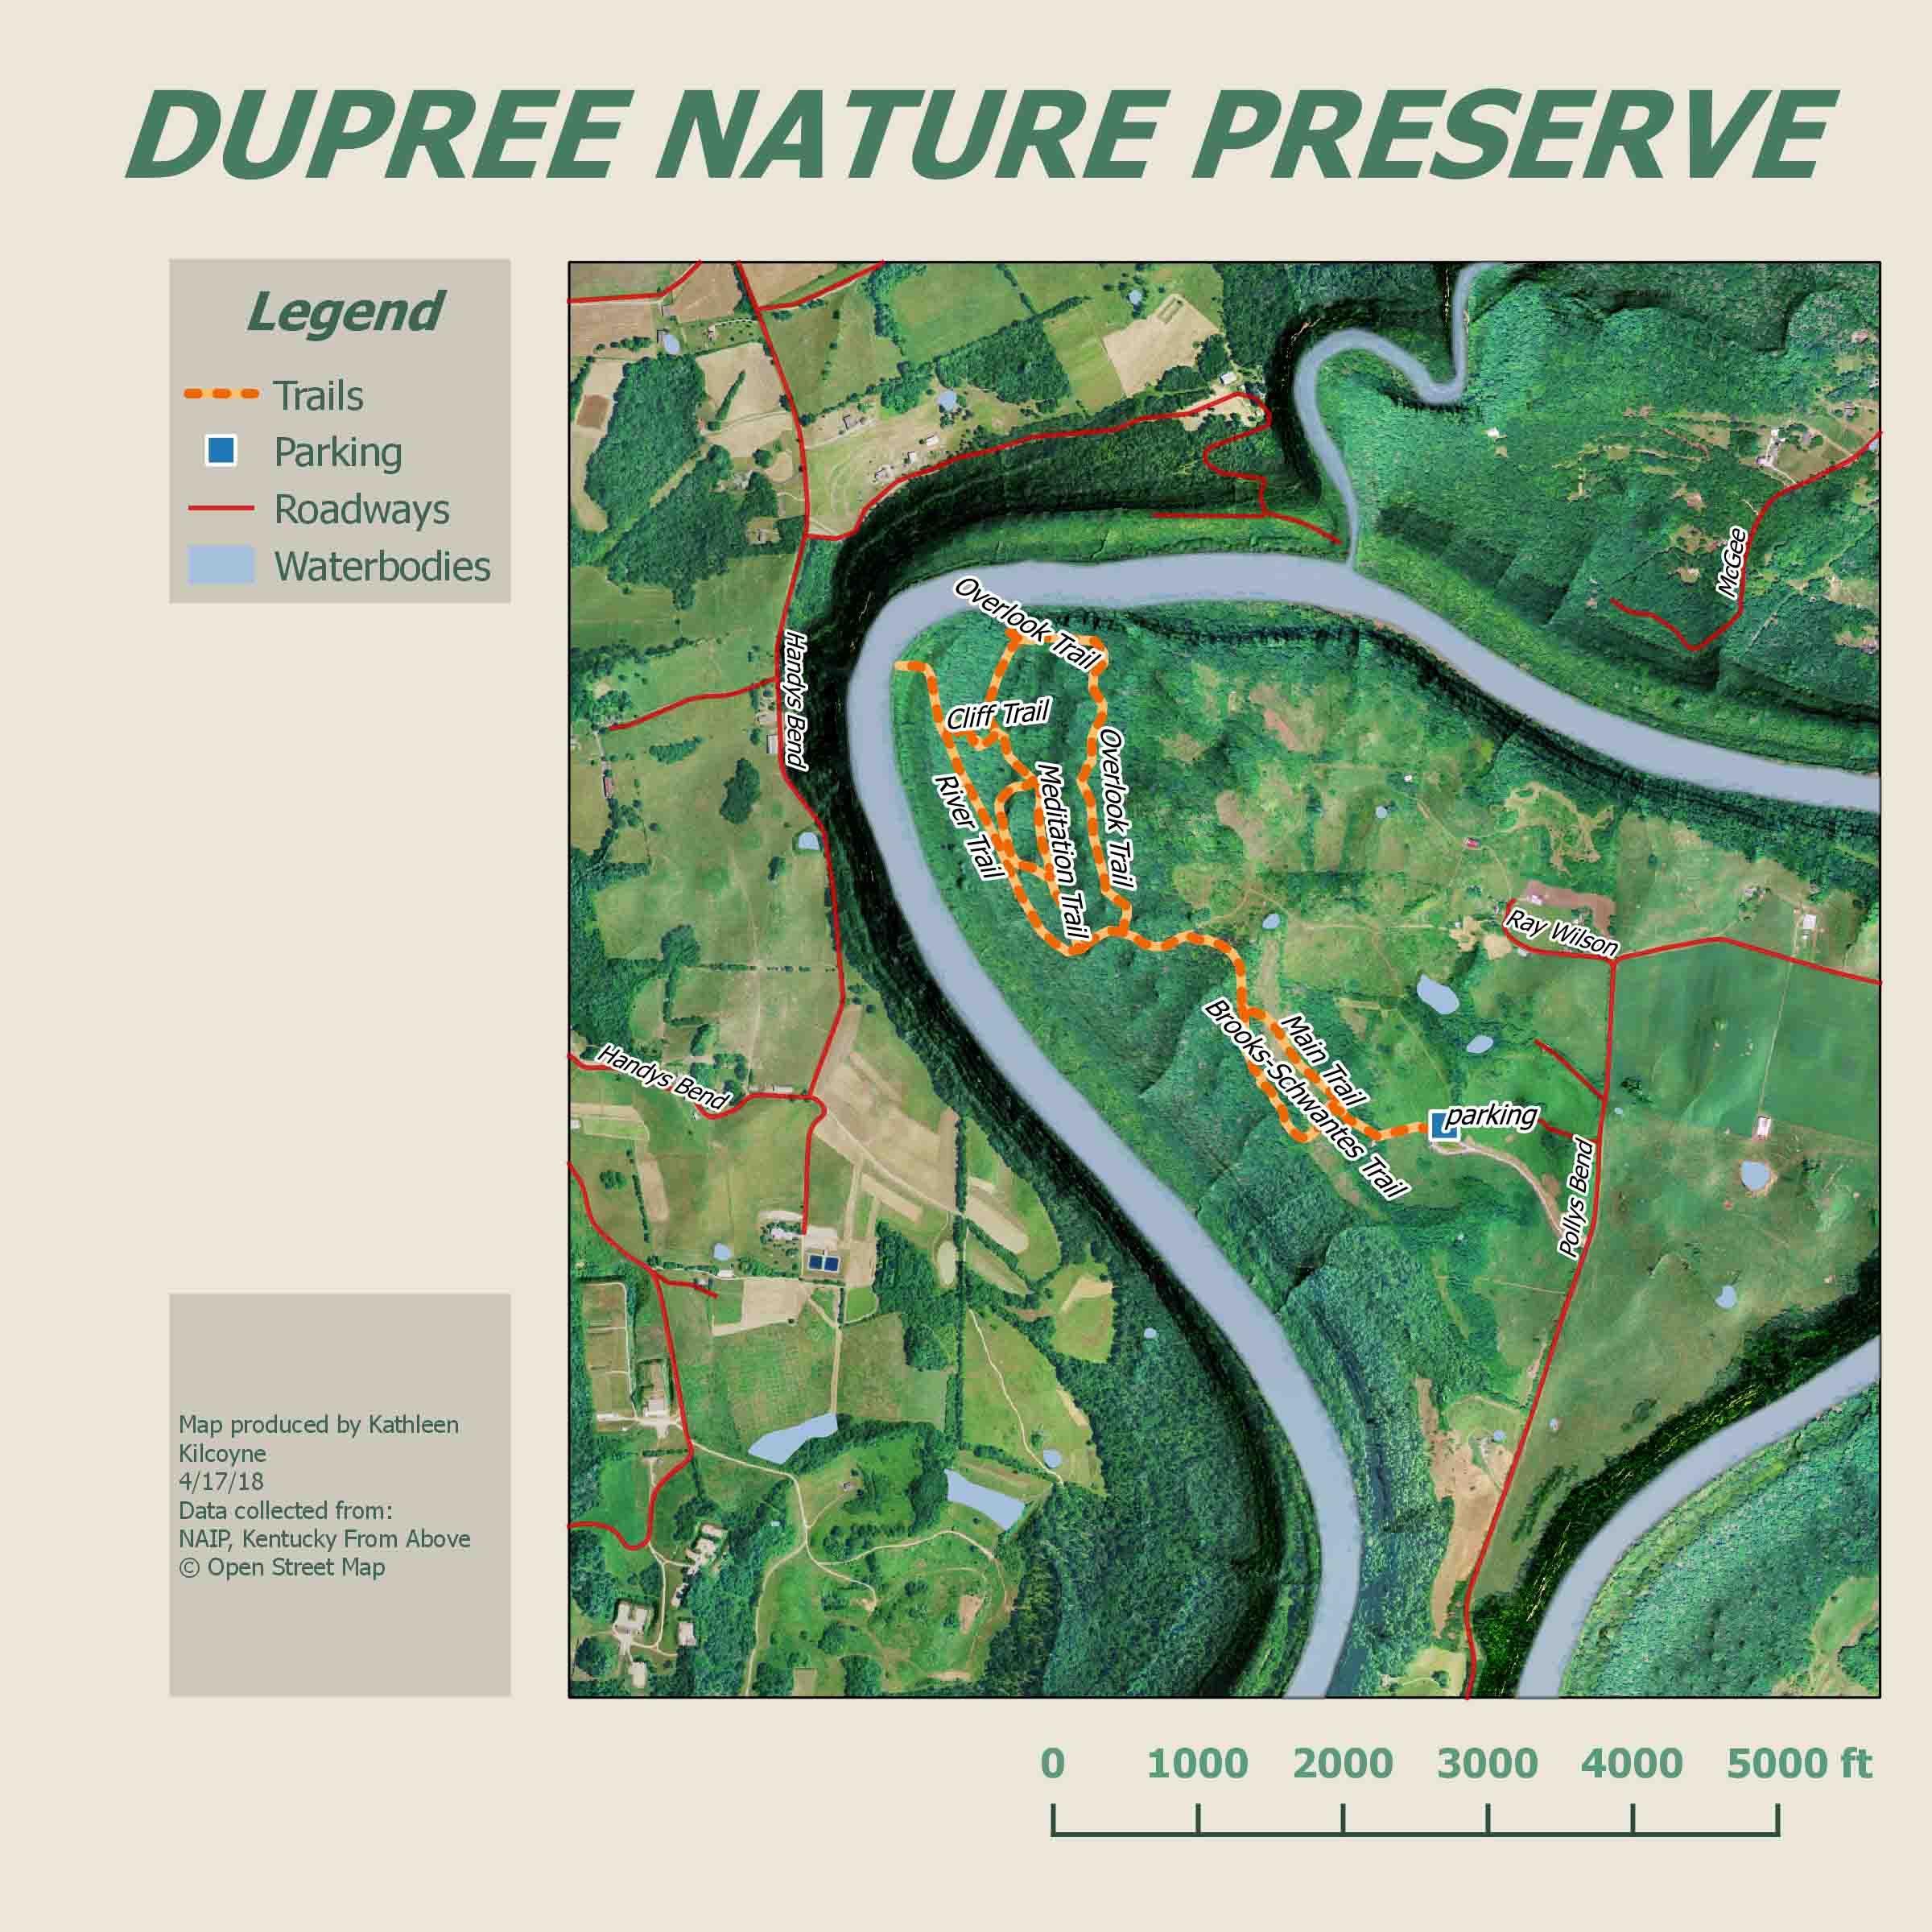 DUPREE NATURE PRESERVE
Legend
Trails
Parking
Roadways
Waterbodies
Overlook Trail
McGee
Handys Bend
Cliff Trail
Overlook Trail
River Trail
Meditation Trail
Ray Wilson
Brooks-Schwantes Trail
Main Trail
Handys Bend
parking
Pollys Bend
Map produced by Kathleen
Kilcoyne
4/17/18
Data collected from:
NAIP, Kentucky From Above
© Open Street Map
0 1000 2000 3000 4000 5000 ft